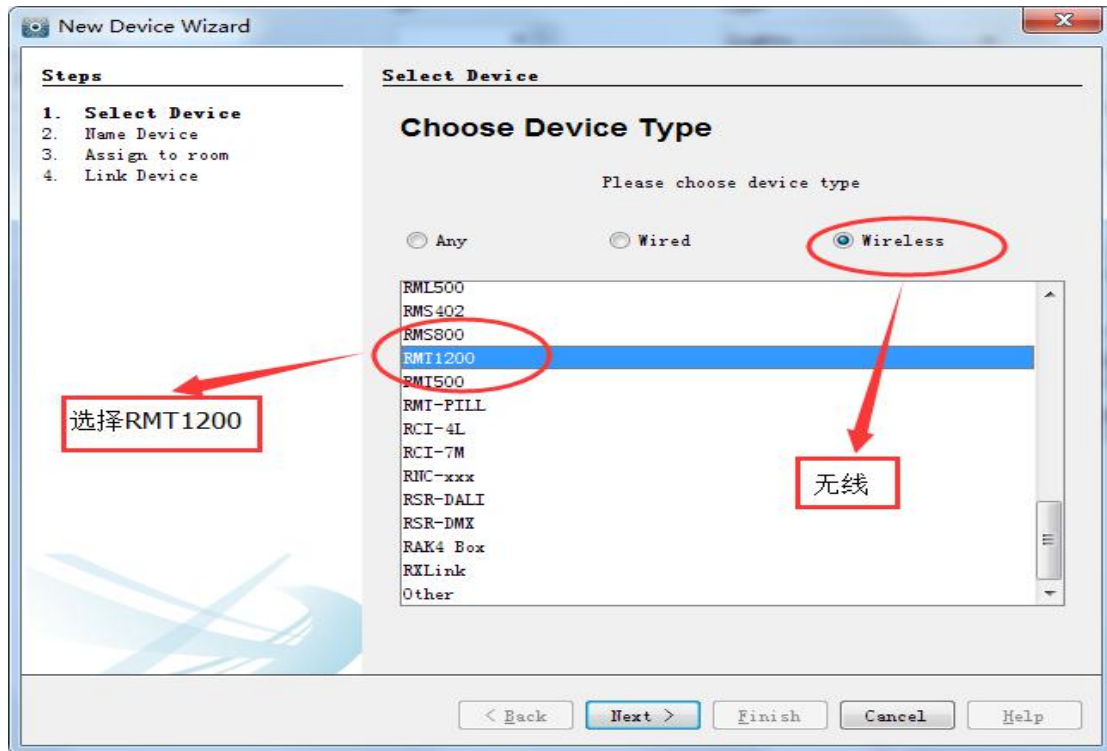 New Device Wizard
Steps
1. Select Device
2. Name Device
3. Assign to room
4. Link Device
Select Device
Choose Device Type
Please choose device type
Any
Wired
Wireless
RML500
RMS402
RMS800
RMT1200
RMT500
RMT-PILL
RCI-4L
RCI-7M
RNC-xxx
RSR-DALI
RSR-DMX
RAK4 Box
RXLink
Other
选择RMT1200
无线
< Back
Next >
Finish
Cancel
Help